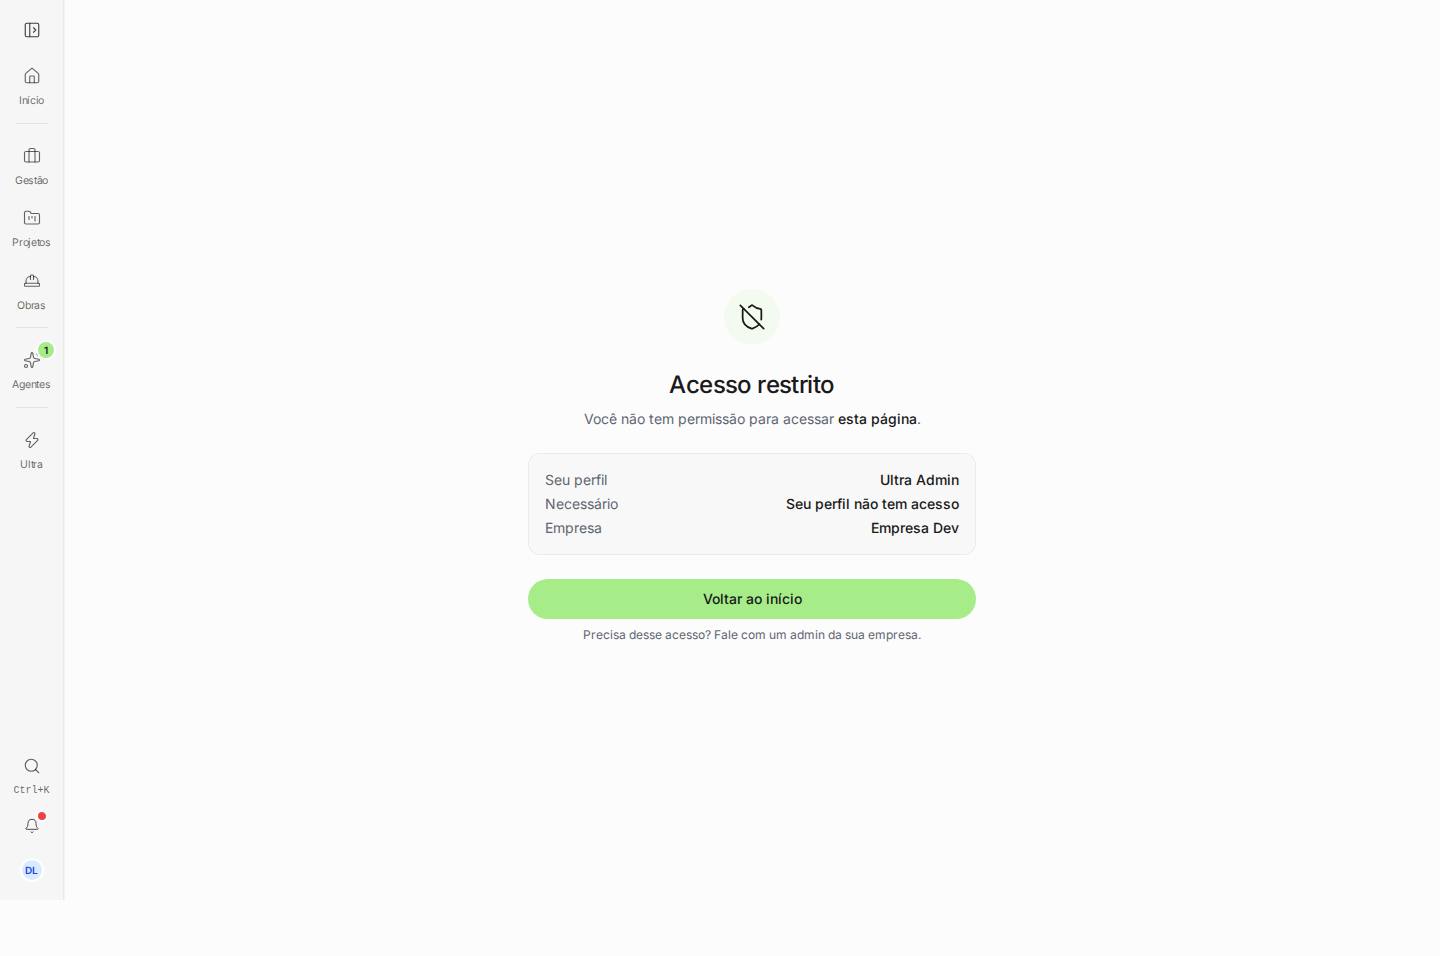 Início
Gestão
Projetos
Obras
1
Agentes
Ultra
Ctrl+K
DL
Acesso restrito
Você não tem permissão para acessar esta página.
Seu perfil Ultra Admin
Necessário Seu perfil não tem acesso
Empresa Empresa Dev
Voltar ao início
Precisa desse acesso? Fale com um admin da sua empresa.